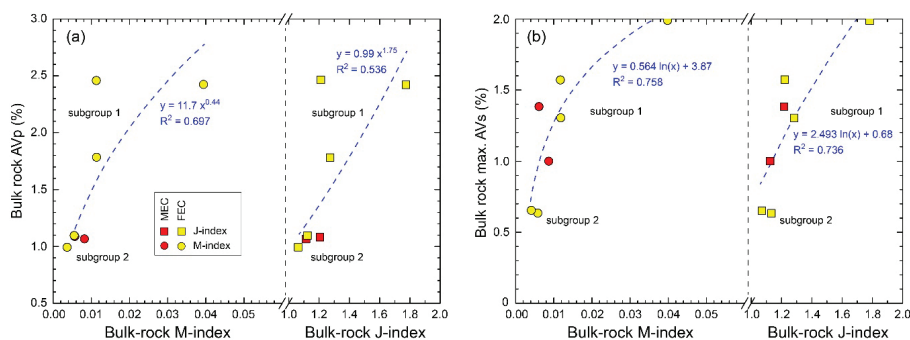 (a)
3.0
2.5
2.0
1.5
1.0
0.5
Bulk rock AVp (%)
subgroup 1
y = 11.7 x^0.44
R² = 0.697
subgroup 2
MEC
FEC
J-index
M-index
0.00 0.01 0.02 0.03 0.04 0.05 0.06
Bulk-rock M-index
y = 0.99 x^1.75
R² = 0.536
subgroup 1
subgroup 2
1.0 1.2 1.4 1.6 1.8 2.0
Bulk-rock J-index
(b)
2.0
1.5
1.0
0.5
0.0
Bulk rock max. AVs (%)
y = 0.564 ln(x) + 3.87
R² = 0.758
subgroup 1
subgroup 2
0.00 0.01 0.02 0.03 0.04 0.05 0.06
Bulk-rock M-index
subgroup 1
y = 2.493 ln(x) + 0.68
R² = 0.736
subgroup 2
1.0 1.2 1.4 1.6 1.8 2.0
Bulk-rock J-index